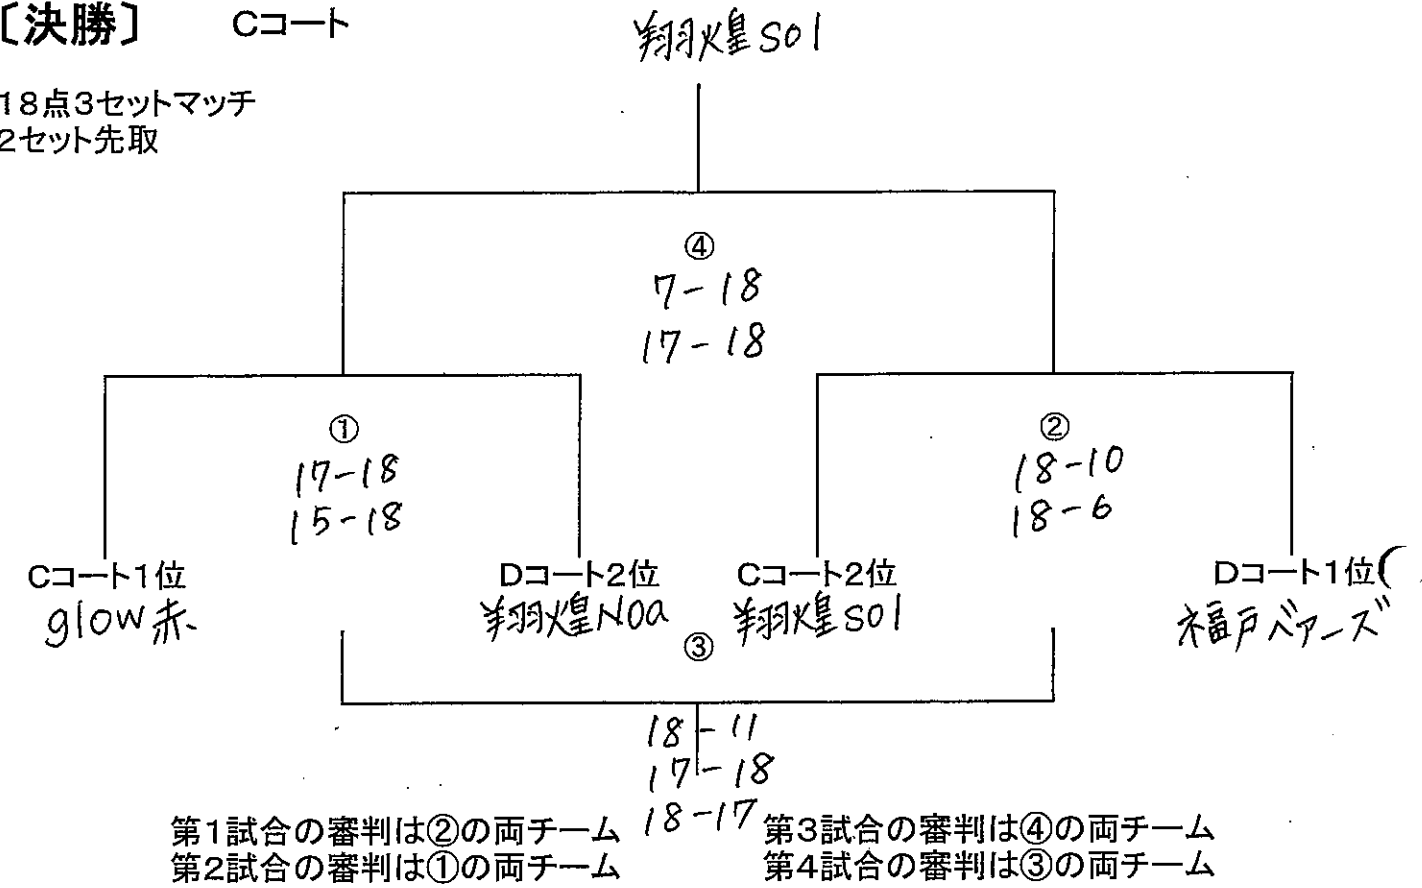 〔決勝〕 Cコート
翔煌sol
18点3セットマッチ
2セット先取
④
7-18
17-18
①
17-18
15-18
②
18-10
18-6
Cコート1位
glow赤
Dコート2位
翔煌Noa
Cコート2位
翔煌sol
Dコート1位(
福戸ベアーズ
③
18-11
17-18
18-17
第1試合の審判は②の両チーム
第2試合の審判は①の両チーム
第3試合の審判は④の両チーム
第4試合の審判は③の両チーム